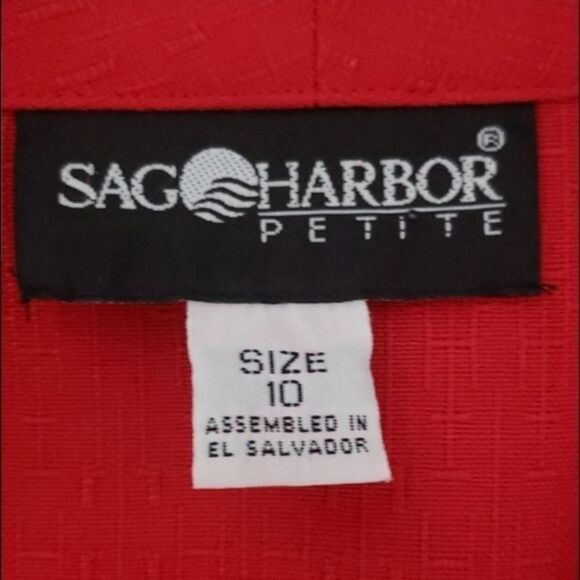 SAG HARBOR®
PETITE
SIZE
10
ASSEMBLED IN
EL SALVADOR